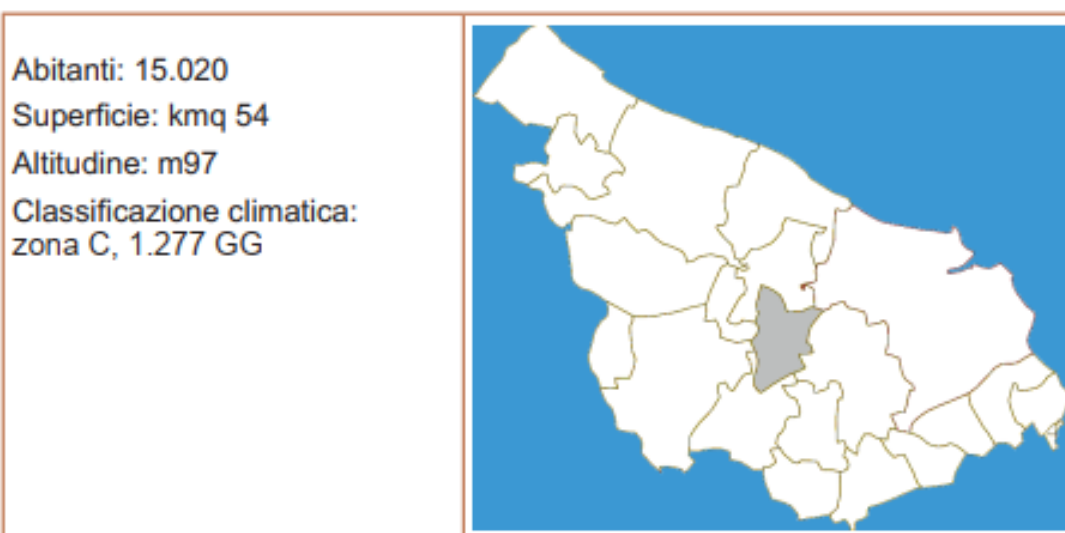 Abitanti: 15.020
Superficie: kmq 54
Altitudine: m97
Classificazione climatica:
zona C, 1.277 GG